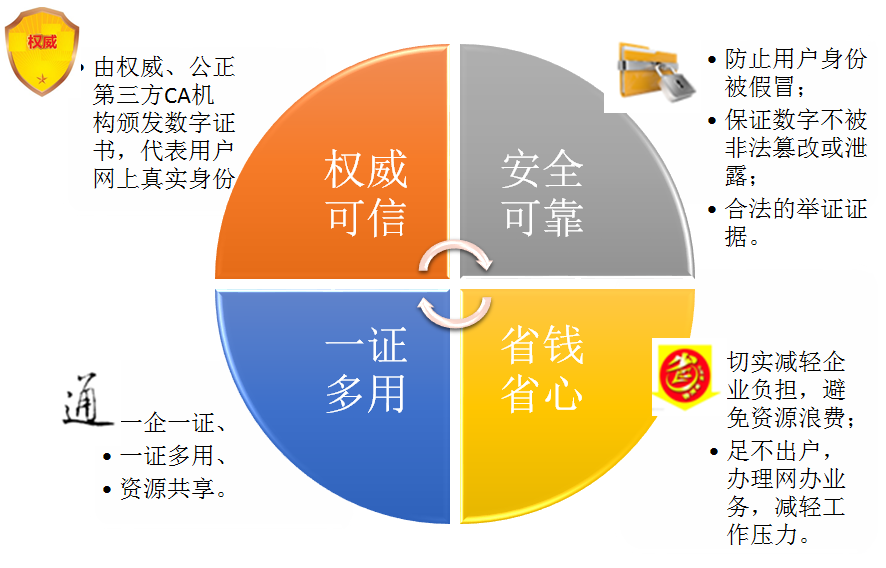 权威
• 由权威、公正
第三方CA机
构颁发数字证
书，代表用户
网上真实身份
权威
可信
安全
可靠
• 防止用户身份
被假冒；
• 保证数字不被
非法篡改或泄
露；
• 合法的举证证
据。
通
一企一证、
• 一证多用、
• 资源共享。
一证
多用
省钱
省心
省
切实减轻企
业负担，避
免资源浪费；
• 足不出户，
办理网办业
务，减轻工
作压力。